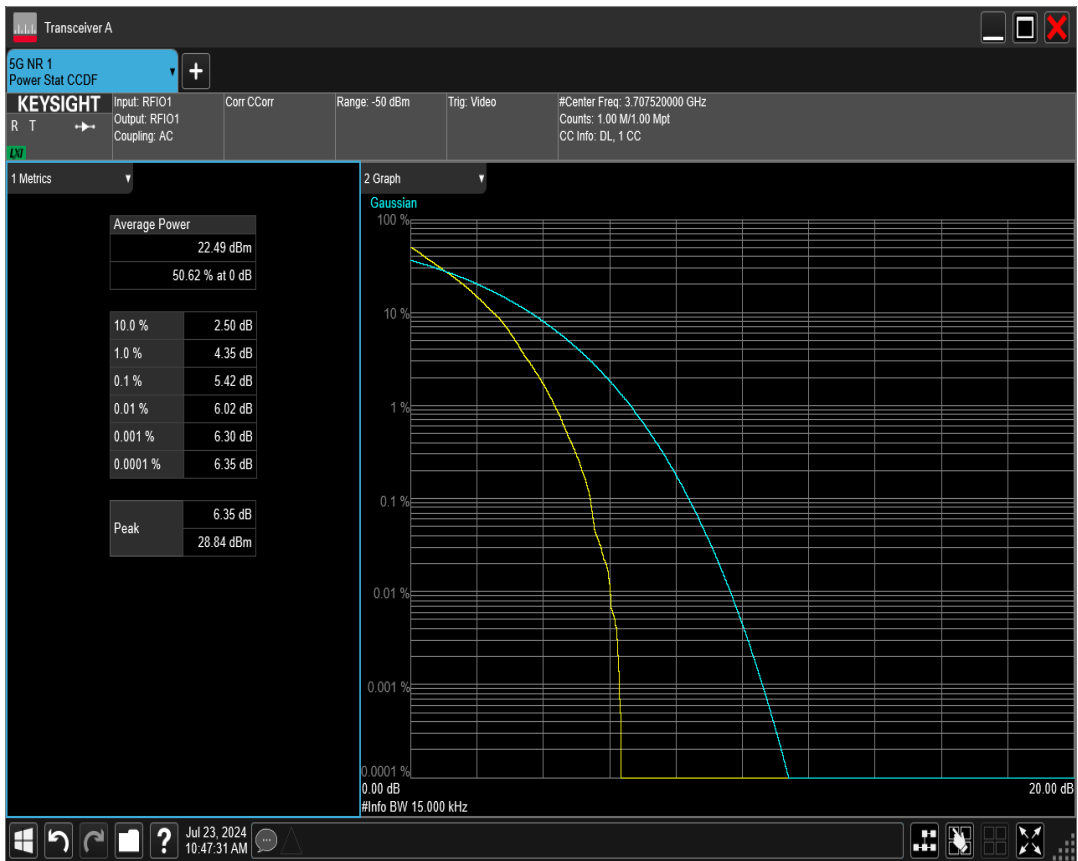 Transceiver A
5G NR 1
Power Stat CCDF
KEYSIGHT
R T
LXI
Input: RFIO1
Output: RFIO1
Coupling: AC
Corr CCorr
Range: -50 dBm
Trig: Video
#Center Freq: 3.707520000 GHz
Counts: 1.00 M/1.00 Mpt
CC Info: DL, 1 CC
1 Metrics
Average Power
22.49 dBm
50.62 % at 0 dB
10.0 % 2.50 dB
1.0 % 4.35 dB
0.1 % 5.42 dB
0.01 % 6.02 dB
0.001 % 6.30 dB
0.0001 % 6.35 dB
Peak
6.35 dB
28.84 dBm
2 Graph
Gaussian
100 %
10 %
1 %
0.1 %
0.01 %
0.001 %
0.0001 %
0.00 dB 20.00 dB
#Info BW 15.000 kHz
Jul 23, 2024
10:47:31 AM